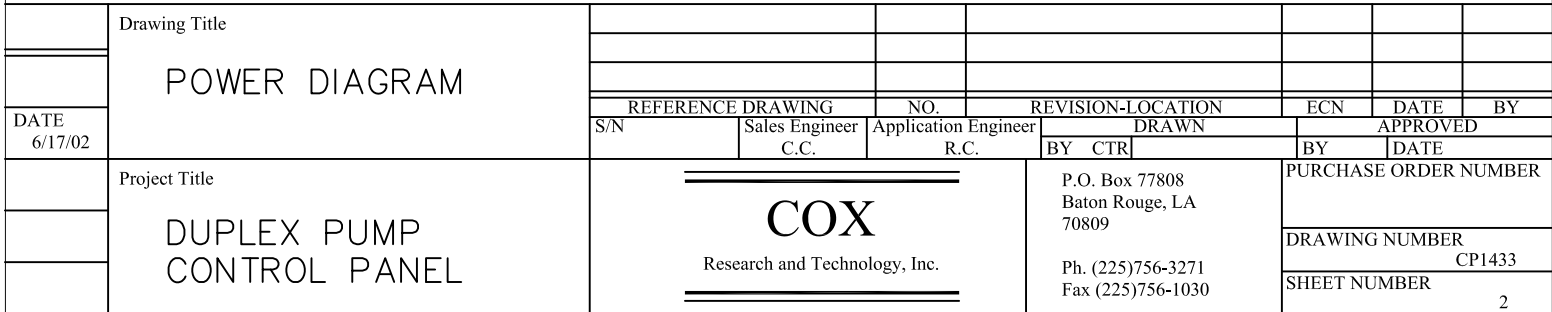 Drawing Title
POWER DIAGRAM
DATE
6/17/02
REFERENCE DRAWING NO. REVISION-LOCATION ECN DATE BY
S/N Sales Engineer Application Engineer DRAWN APPROVED
C.C. R.C. BY CTR BY DATE
Project Title
DUPLEX PUMP
CONTROL PANEL
COX
Research and Technology, Inc.
P.O. Box 77808
Baton Rouge, LA
70809
Ph. (225)756-3271
Fax (225)756-1030
PURCHASE ORDER NUMBER
DRAWING NUMBER
CP1433
SHEET NUMBER
2